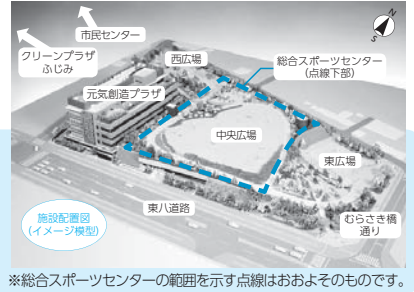 市民センター
クリーンプラザ
ふじみ
西広場
総合スポーツセンター
(点線下部)
元気創造プラザ
中央広場
東広場
東八道路
施設配置図
(イメージ模型)
むらさき橋
通り
N
S
※総合スポーツセンターの範囲を示す点線はおおよそのものです。